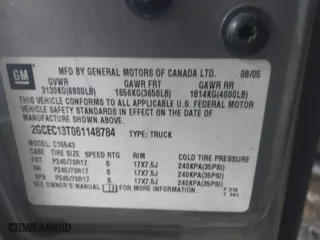 GM
MFD BY GENERAL MOTORS OF CANADA LTD. 08/05
GVWR GAWR FRT GAWR RR
3130KG(6900LB) 1656KG(3650LB) 1814KG(4000LB)
THIS VEHICLE CONFORMS TO ALL APPLICABLE U.S. FEDERAL MOTOR
VEHICLE SAFETY STANDARDS IN EFFECT ON THE DATE OF
MANUFACTURE SHOWN ABOVE.
2GCEC13T061148784 TYPE: TRUCK
MODEL: C15543
CABE TIRE SIZE SPEED RTG RIM COLD TIRE PRESSURE
FRT P245/70R17 S 17X7.5J 240KPA(35PSI)
RR P245/70R17 S 17X7.5J 240KPA(35PSI)
SPA P245/70R17 S 17X7.5J 240KPA(35PSI)
SEE OWNER'S MANUAL FOR MORE INFORMATION.
COPART